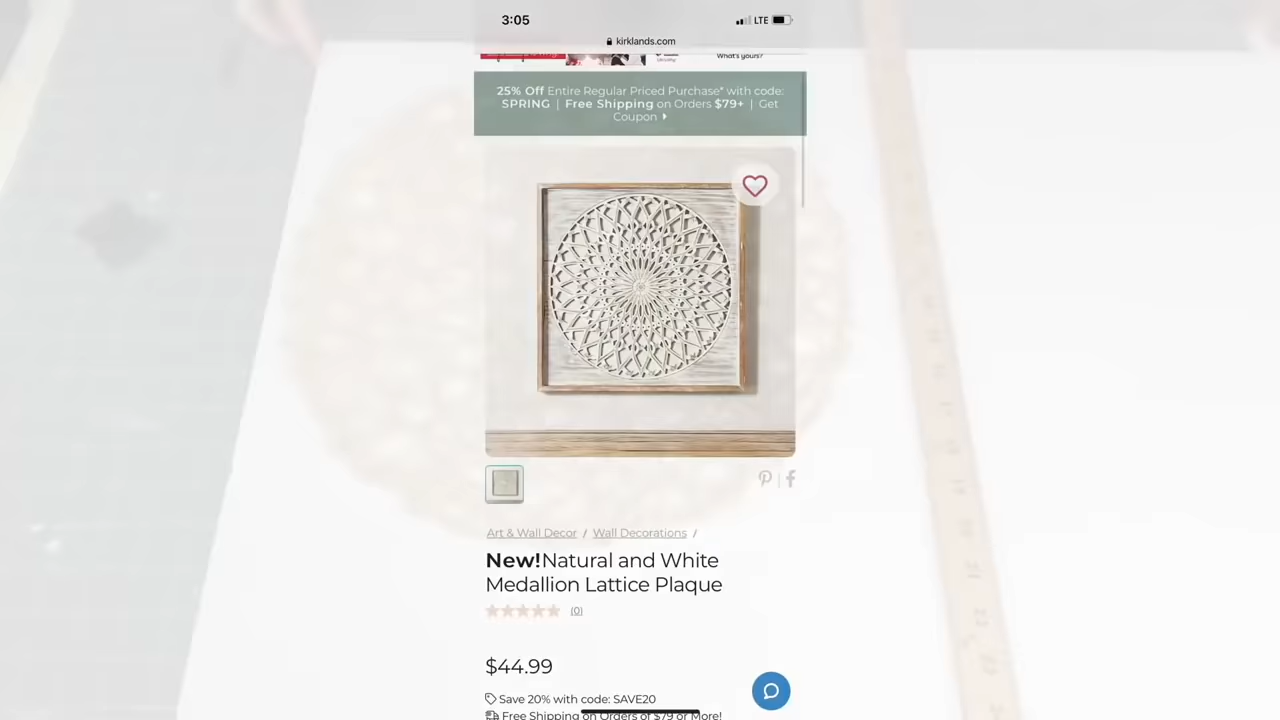 3:05
LTE
kirklands.com
What's yours?
25% Off Entire Regular Priced Purchase* with code:
SPRING | Free Shipping on Orders $79+ | Get
Coupon
Art & Wall Decor / Wall Decorations /
New!Natural and White
Medallion Lattice Plaque
(0)
$44.99
Save 20% with code: SAVE20
Free Shipping on Orders of $79 or More!